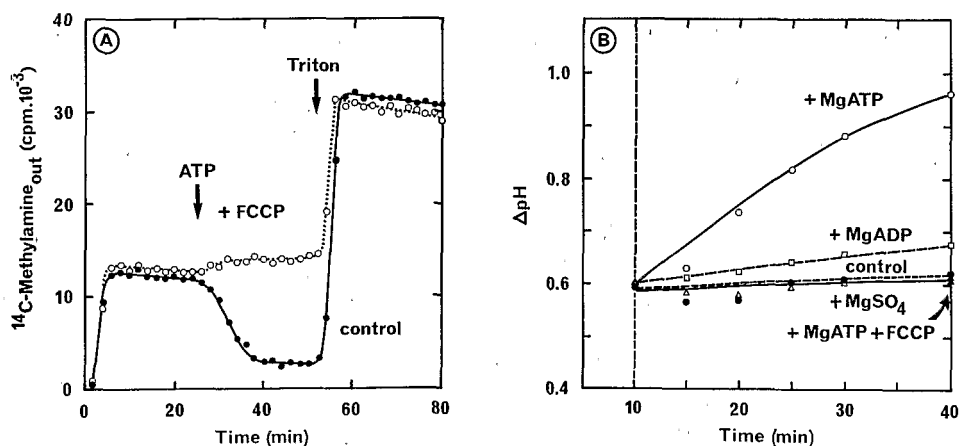 A
¹⁴C-Methylamine out (cpm.10⁻³)
40
30
20
10
0
Triton
ATP
+ FCCP
control
0
20
40
60
80
Time (min)
B
ΔpH
1.0
0.8
0.6
0.4
+ MgATP
+ MgADP
control
+ MgSO₄
+ MgATP + FCCP
10
20
30
40
Time (min)